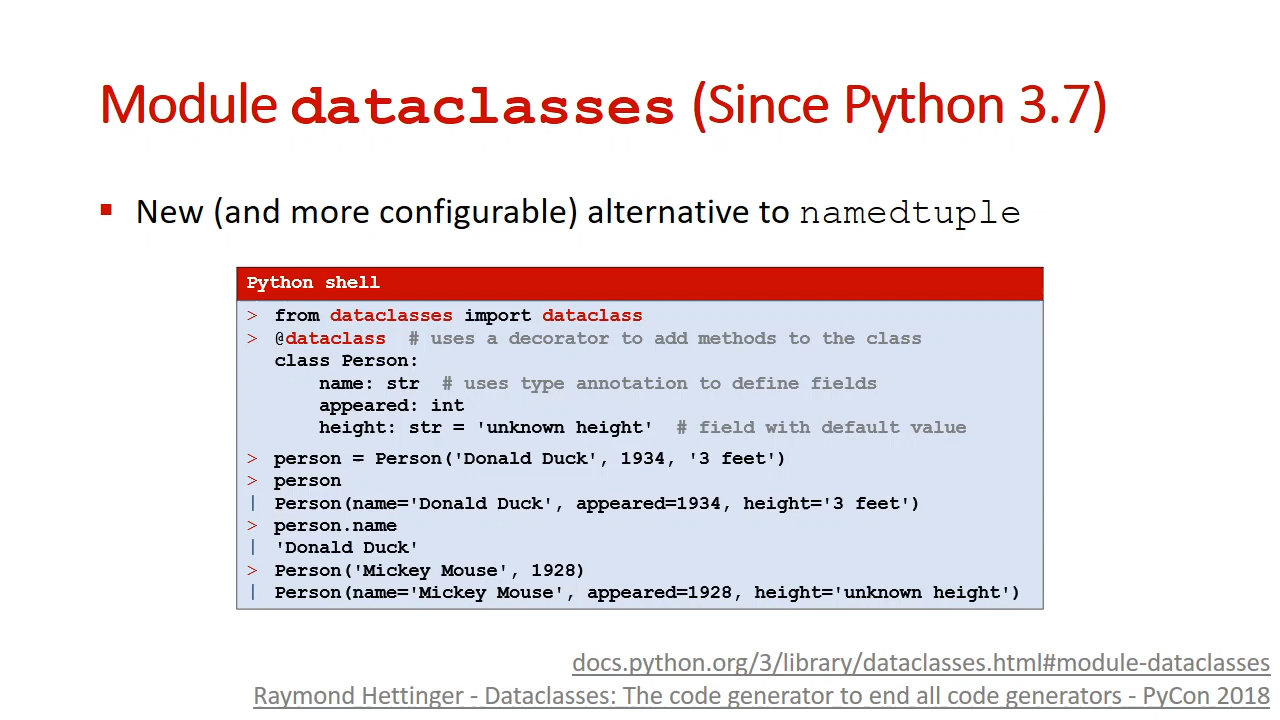 Module dataclasses (Since Python 3.7)
▪ New (and more configurable) alternative to namedtuple
Python shell
> from dataclasses import dataclass
> @dataclass  # uses a decorator to add methods to the class
  class Person:
      name: str  # uses type annotation to define fields
      appeared: int
      height: str = 'unknown height'  # field with default value
> person = Person('Donald Duck', 1934, '3 feet')
> person
| Person(name='Donald Duck', appeared=1934, height='3 feet')
> person.name
| 'Donald Duck'
> Person('Mickey Mouse', 1928)
| Person(name='Mickey Mouse', appeared=1928, height='unknown height')
docs.python.org/3/library/dataclasses.html#module-dataclasses
Raymond Hettinger - Dataclasses: The code generator to end all code generators - PyCon 2018